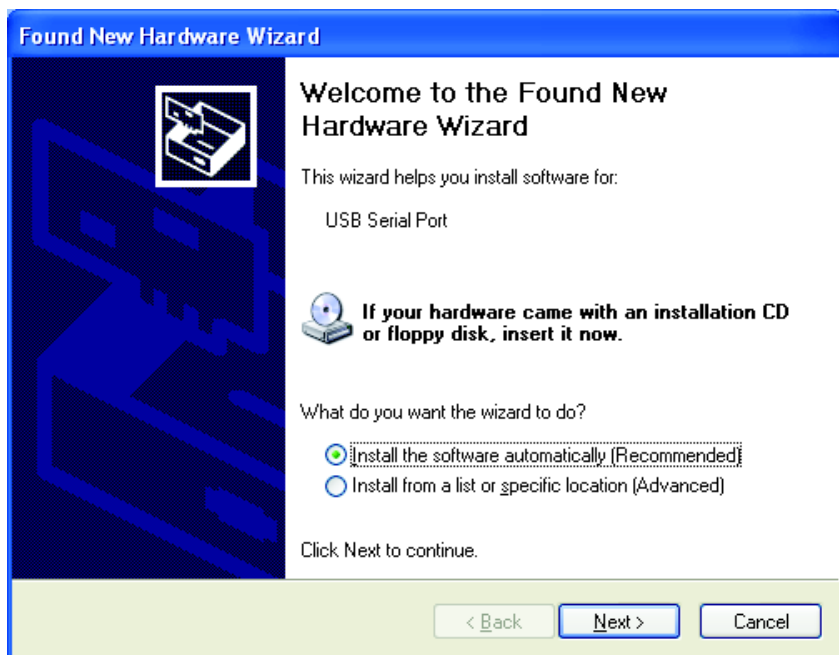 Found New Hardware Wizard
Welcome to the Found New
Hardware Wizard
This wizard helps you install software for:
USB Serial Port
If your hardware came with an installation CD
or floppy disk, insert it now.
What do you want the wizard to do?
Install the software automatically (Recommended)
Install from a list or specific location (Advanced)
Click Next to continue.
< Back Next > Cancel